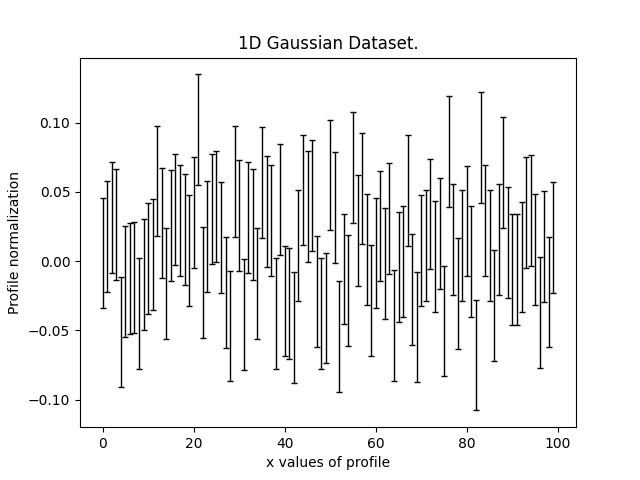 1D Gaussian Dataset.
Profile normalization
0.10
0.05
0.00
−0.05
−0.10
0 20 40 60 80 100
x values of profile